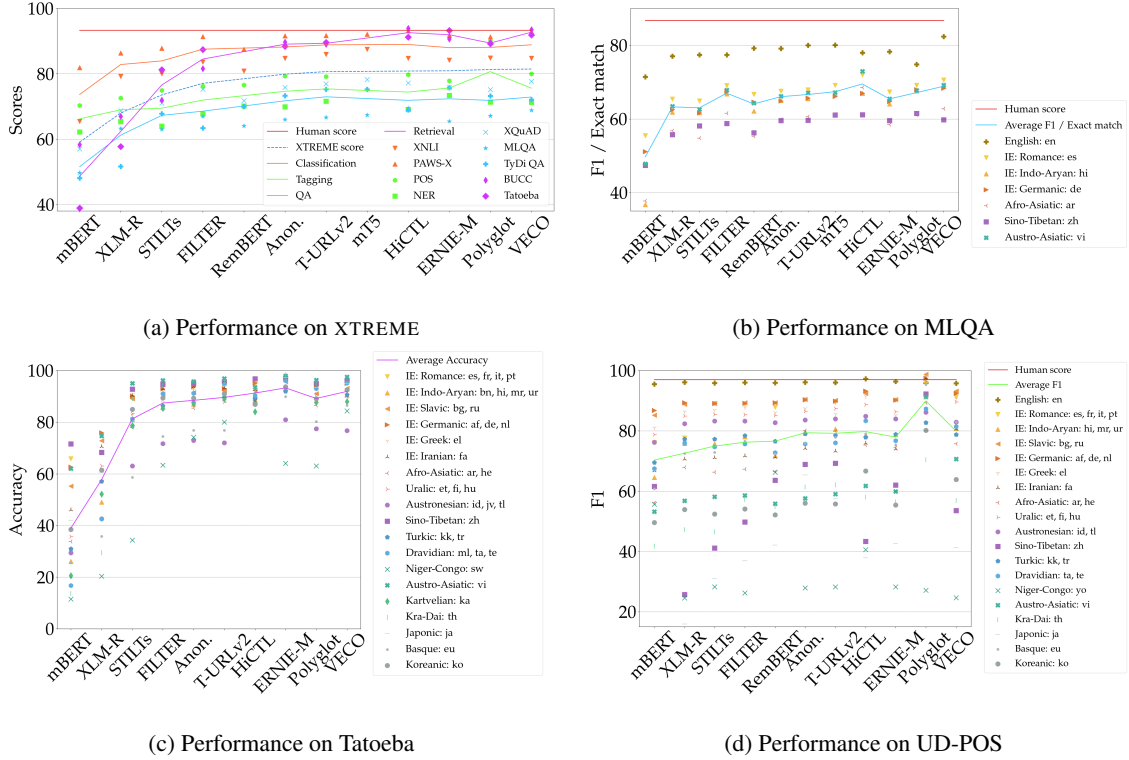 100
80
60
40
Scores
Human score
XTREME score
Classification
Tagging
QA
Retrieval
XNLI
PAWS-X
POS
NER
XQuAD
MLQA
TyDi QA
BUCC
Tatoeba
mBERT
XLM-R
STILTs
FILTER
RemBERT
Anon.
T-URLv2
mT5
HiCTL
ERNIE-M
Polyglot
VECO
(a) Performance on XTREME
80
60
40
F1 / Exact match
Human score
Average F1 / Exact match
English: en
IE: Romance: es
IE: Indo-Aryan: hi
IE: Germanic: de
Afro-Asiatic: ar
Sino-Tibetan: zh
Austro-Asiatic: vi
mBERT
XLM-R
STILTs
FILTER
RemBERT
Anon.
T-URLv2
mT5
HiCTL
ERNIE-M
Polyglot
VECO
(b) Performance on MLQA
100
80
60
40
20
0
Accuracy
Average Accuracy
IE: Romance: es, fr, it, pt
IE: Indo-Aryan: bn, hi, mr, ur
IE: Slavic: bg, ru
IE: Germanic: af, de, nl
IE: Greek: el
IE: Iranian: fa
Afro-Asiatic: ar, he
Uralic: et, fi, hu
Austronesian: id, jv, tl
Sino-Tibetan: zh
Turkic: kk, tr
Dravidian: ml, ta, te
Niger-Congo: sw
Austro-Asiatic: vi
Kartvelian: ka
Kra-Dai: th
Japonic: ja
Basque: eu
Koreanic: ko
mBERT
XLM-R
STILTs
FILTER
Anon.
T-URLv2
HiCTL
ERNIE-M
Polyglot
VECO
(c) Performance on Tatoeba
100
80
60
40
20
F1
Human score
Average F1
English: en
IE: Romance: es, fr, it, pt
IE: Indo-Aryan: hi, mr, ur
IE: Slavic: bg, ru
IE: Germanic: af, de, nl
IE: Greek: el
IE: Iranian: fa
Afro-Asiatic: ar, he
Uralic: et, fi, hu
Austronesian: id, tl
Sino-Tibetan: zh
Turkic: kk, tr
Dravidian: ta, te
Niger-Congo: yo
Austro-Asiatic: vi
Kra-Dai: th
Japonic: ja
Basque: eu
Koreanic: ko
mBERT
XLM-R
STILTs
FILTER
RemBERT
Anon.
T-URLv2
HiCTL
ERNIE-M
Polyglot
VECO
(d) Performance on UD-POS